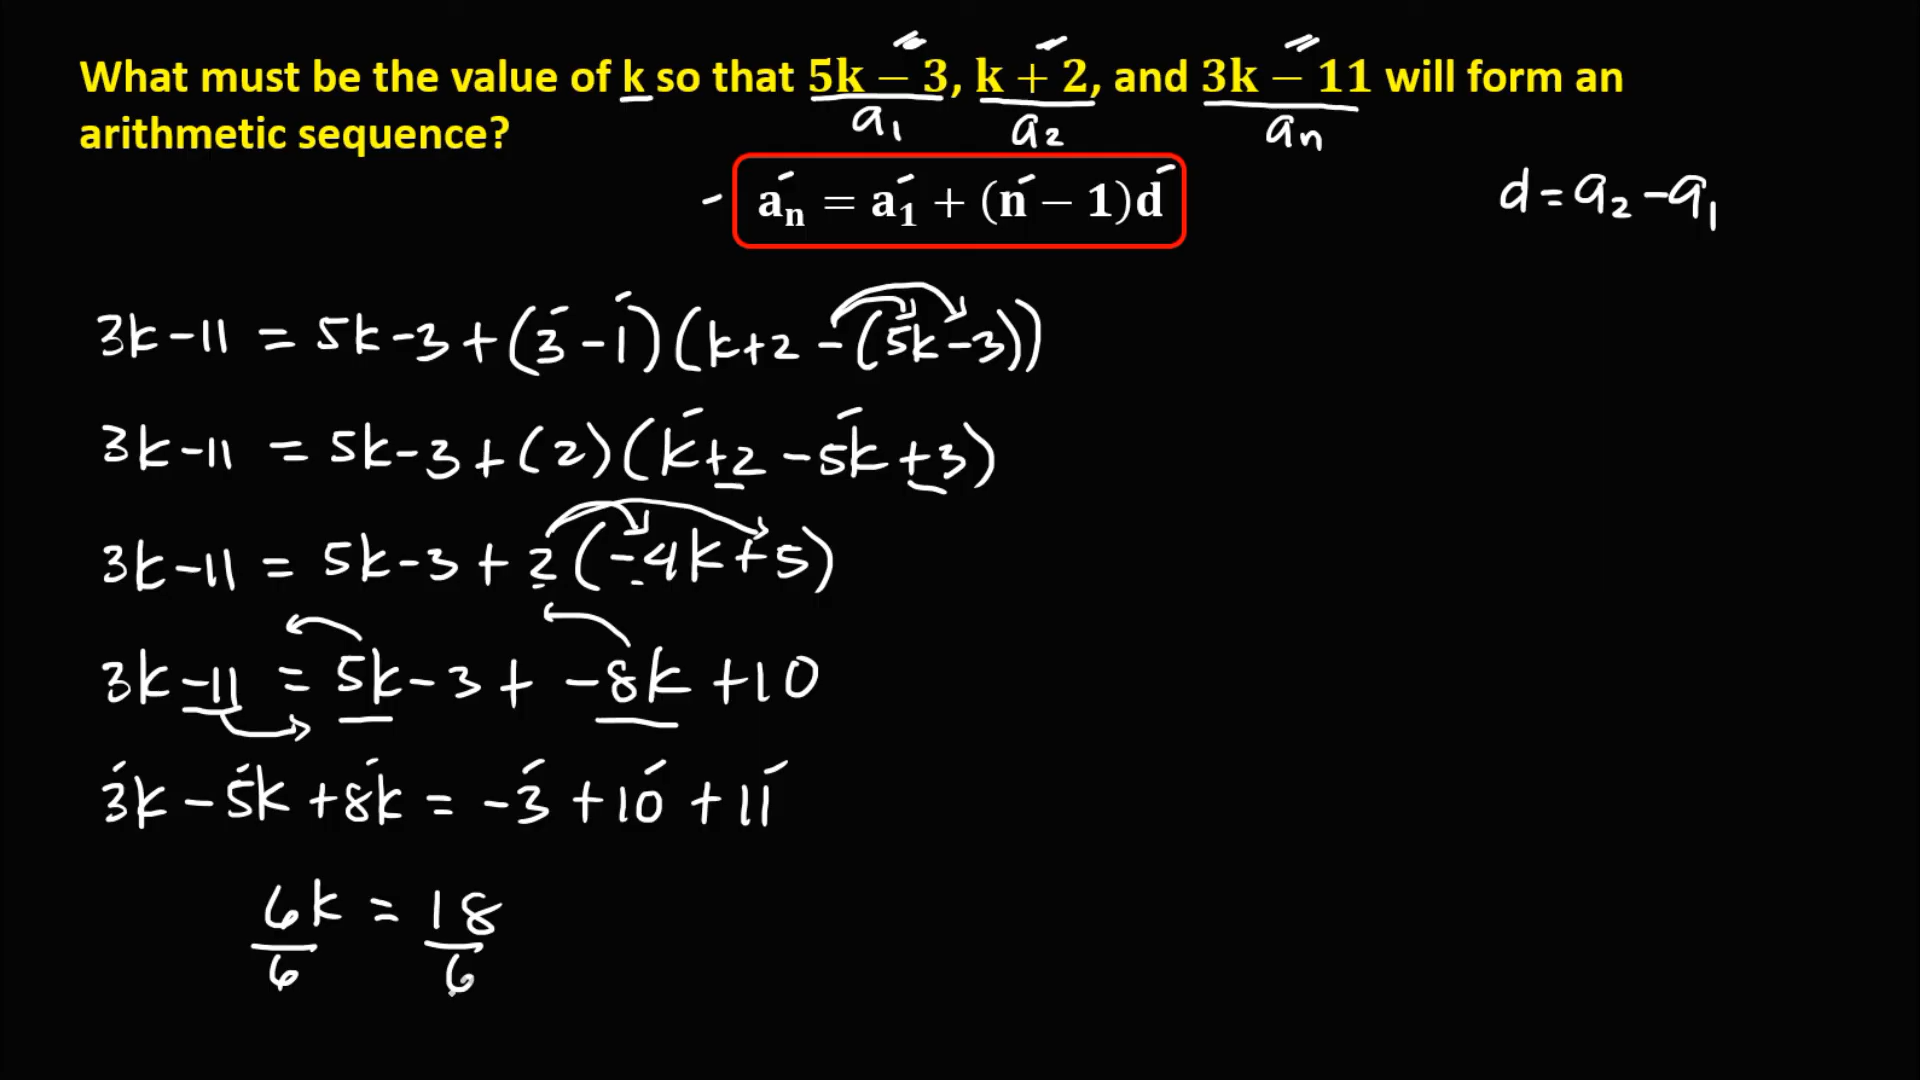 What must be the value of k so that 5k − 3, k + 2, and 3k − 11 will form an
a1 a2 an
arithmetic sequence?
an = a1 + (n − 1)d
d = a2 - a1
3k-11 = 5k-3+(3-1)(k+2-(5k-3))
3k-11 = 5k-3+(2)(k+2-5k+3)
3k-11 = 5k-3+2(-4k+5)
3k-11 = 5k-3+ -8k +10
3k-5k+8k = -3+10+11
6k = 18
6 6